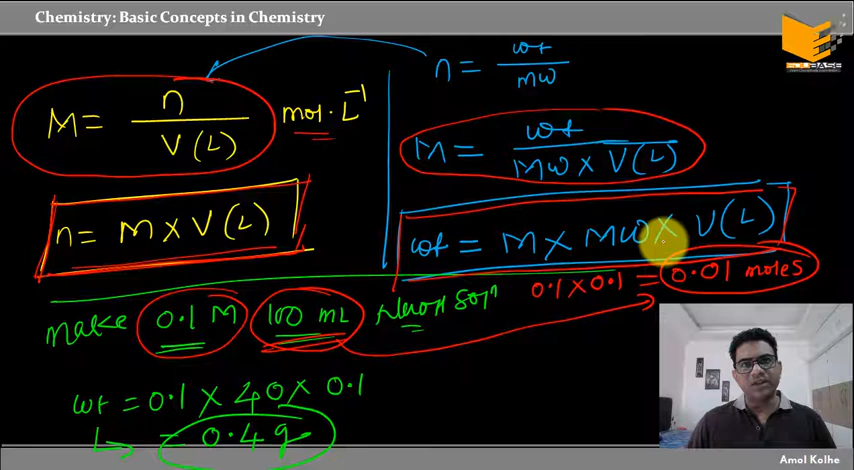 Chemistry: Basic Concepts in Chemistry
EDUBASE
M = n / V(L) mol. L⁻¹
n = M x V(L)
n = wt / MW
M = wt / MW x V(L)
wt = M x MW x V(L)
0.1 x 0.1 = 0.01 moles
make 0.1 M 100 mL NaOH Solⁿ
wt = 0.1 x 40 x 0.1
= 0.4 g
Amol Kolhe